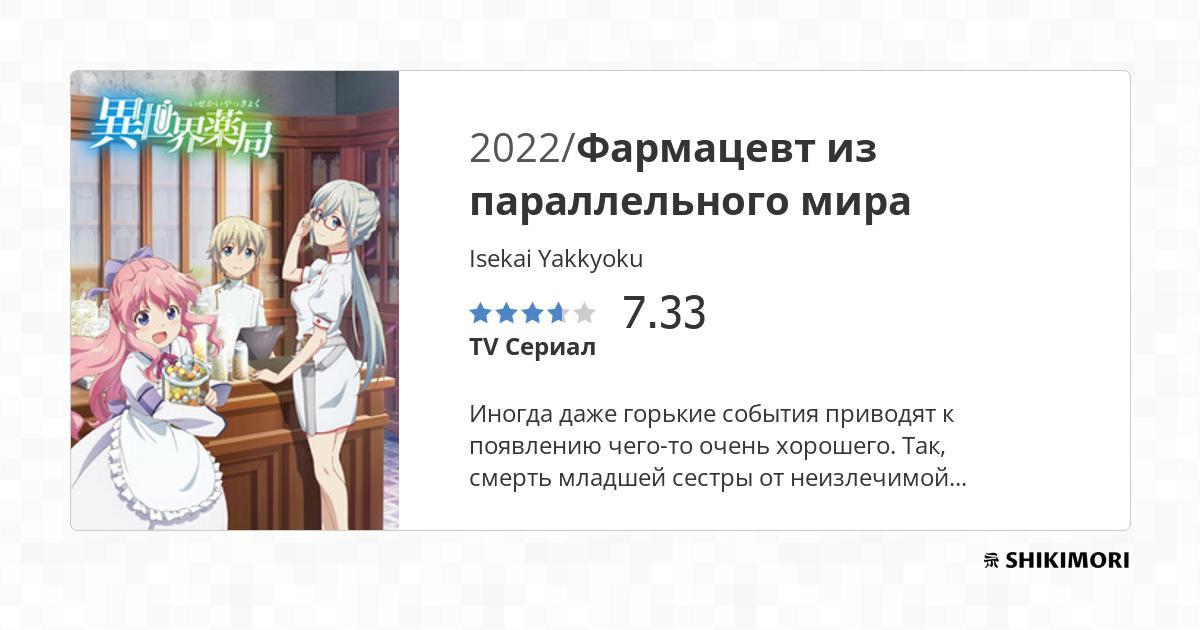 いせかいやっきょく
異世界薬局
2022/Фармацевт из
параллельного мира
Isekai Yakkyoku
7.33
TV Сериал
Иногда даже горькие события приводят к
появлению чего-то очень хорошего. Так,
смерть младшей сестры от неизлечимой...
SHIKIMORI